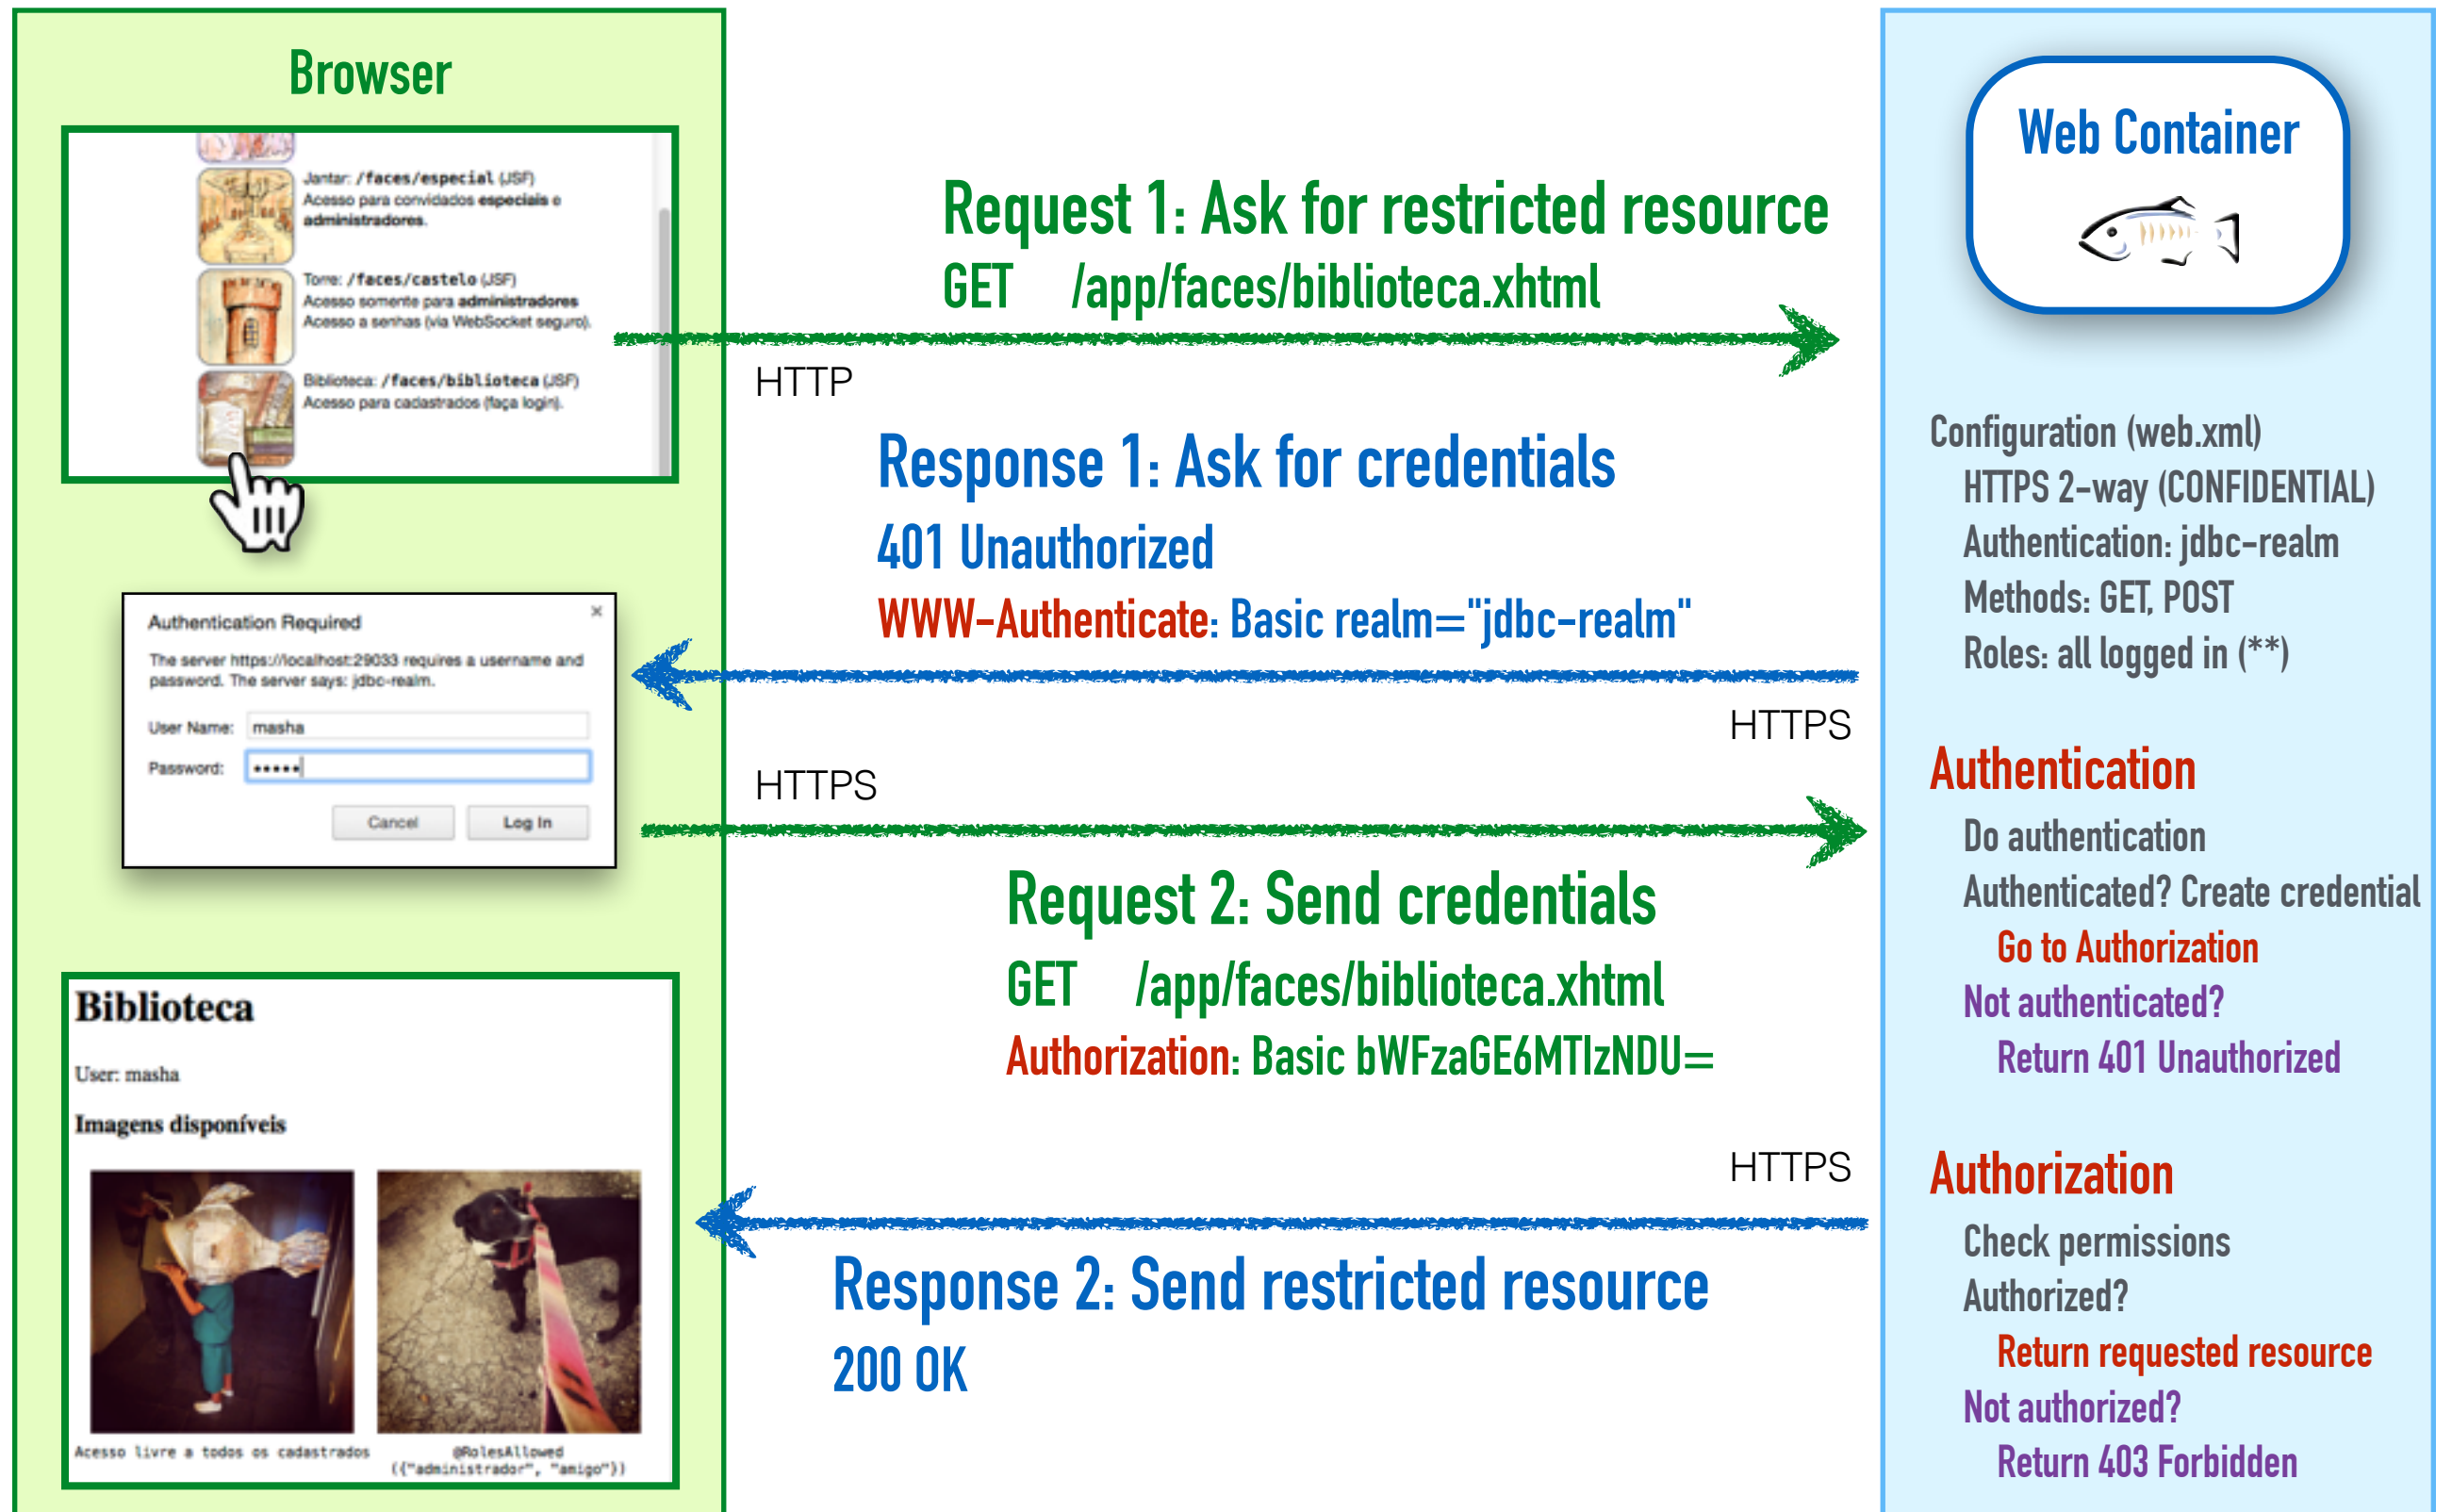 Browser
Jantar: /faces/especial (JSF)
Acesso para convidados especiais e
administradores.
Torre: /faces/castelo (JSF)
Acesso somente para administradores
Acesso a senhas (via WebSocket seguro).
Biblioteca: /faces/biblioteca (JSF)
Acesso para cadastrados (faça login).
Authentication Required
×
The server https://localhost:29033 requires a username and
password. The server says: jdbc-realm.
User Name: masha
Password: •••••
Cancel Log In
Biblioteca
User: masha
Imagens disponíveis
Acesso livre a todos os cadastrados
@RolesAllowed
({"administrador", "amigo"})
Request 1: Ask for restricted resource
GET /app/faces/biblioteca.xhtml
HTTP
Response 1: Ask for credentials
401 Unauthorized
WWW-Authenticate: Basic realm="jdbc-realm"
HTTPS
HTTPS
Request 2: Send credentials
GET /app/faces/biblioteca.xhtml
Authorization: Basic bWFzaGE6MTIzNDU=
HTTPS
Response 2: Send restricted resource
200 OK
Web Container
Configuration (web.xml)
HTTPS 2-way (CONFIDENTIAL)
Authentication: jdbc-realm
Methods: GET, POST
Roles: all logged in (**)
Authentication
Do authentication
Authenticated? Create credential
Go to Authorization
Not authenticated?
Return 401 Unauthorized
Authorization
Check permissions
Authorized?
Return requested resource
Not authorized?
Return 403 Forbidden